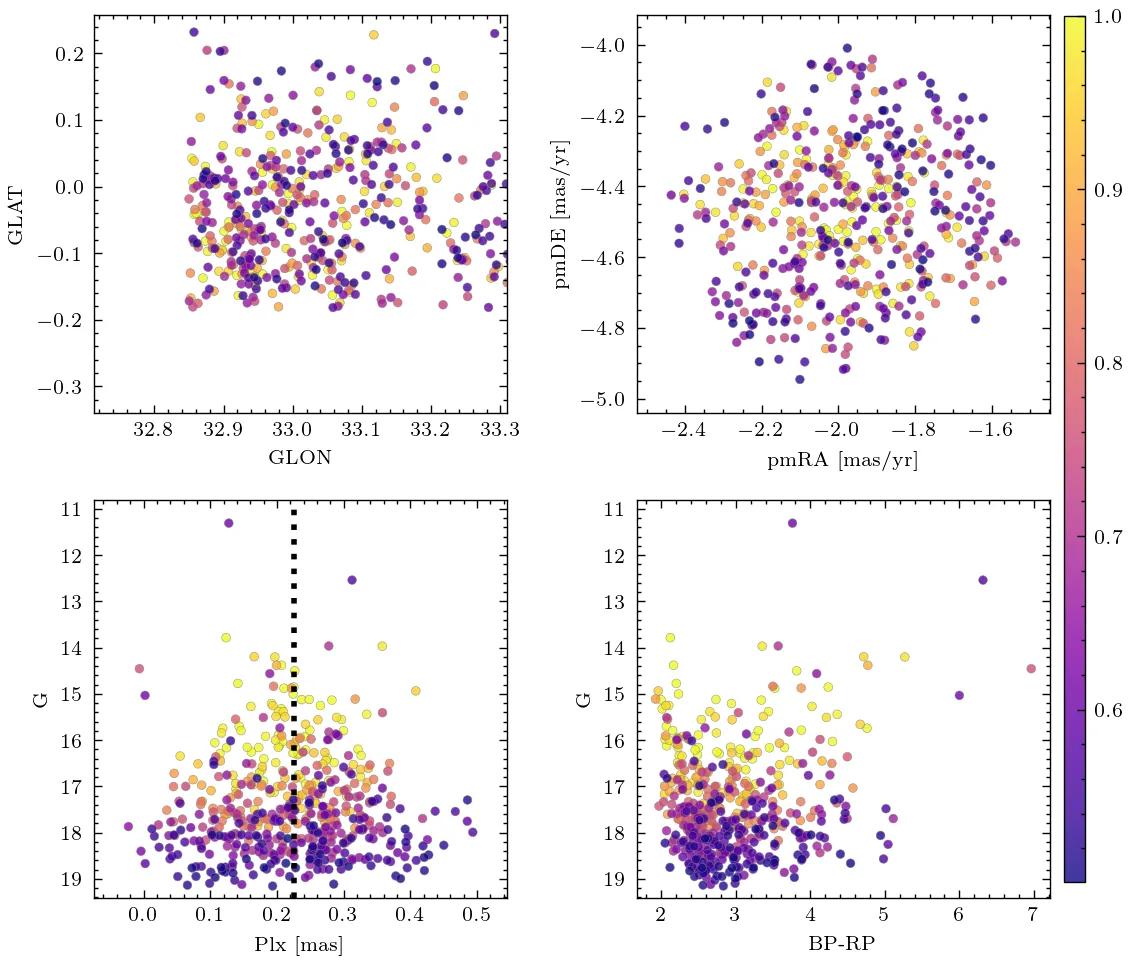 0.2
0.1
0.0
−0.1
−0.2
−0.3
GLAT
32.8 32.9 33.0 33.1 33.2 33.3
GLON
−4.0
−4.2
−4.4
−4.6
−4.8
−5.0
pmDE [mas/yr]
−2.4 −2.2 −2.0 −1.8 −1.6
pmRA [mas/yr]
11
12
13
14
15
16
17
18
19
G
0.0 0.1 0.2 0.3 0.4 0.5
Plx [mas]
11
12
13
14
15
16
17
18
19
G
2 3 4 5 6 7
BP-RP
1.0
0.9
0.8
0.7
0.6